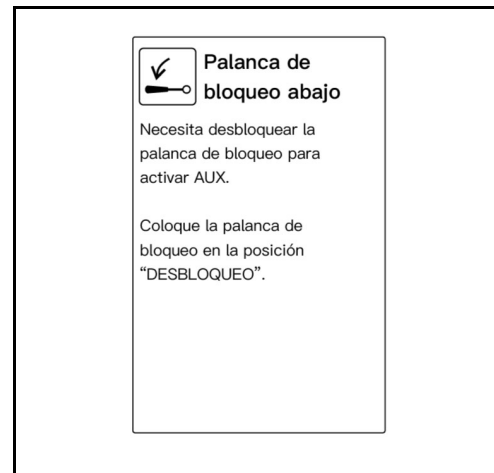 Palanca de
bloqueo abajo
Necesita desbloquear la
palanca de bloqueo para
activar AUX.
Coloque la palanca de
bloqueo en la posición
“DESBLOQUEO”.